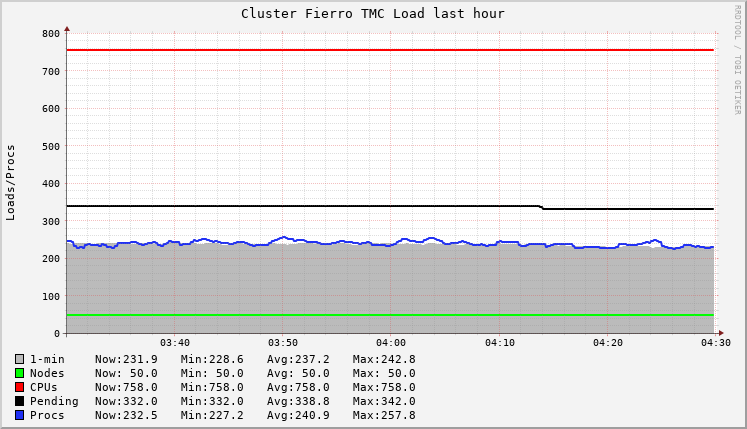 Cluster Fierro TMC Load last hour
RRDTOOL / TOBI OETIKER
Loads/Procs
800
700
600
500
400
300
200
100
0
03:40 03:50 04:00 04:10 04:20 04:30
1-min Now:231.9 Min:228.6 Avg:237.2 Max:242.8
Nodes Now: 50.0 Min: 50.0 Avg: 50.0 Max: 50.0
CPUs Now:758.0 Min:758.0 Avg:758.0 Max:758.0
Pending Now:332.0 Min:332.0 Avg:338.8 Max:342.0
Procs Now:232.5 Min:227.2 Avg:240.9 Max:257.8